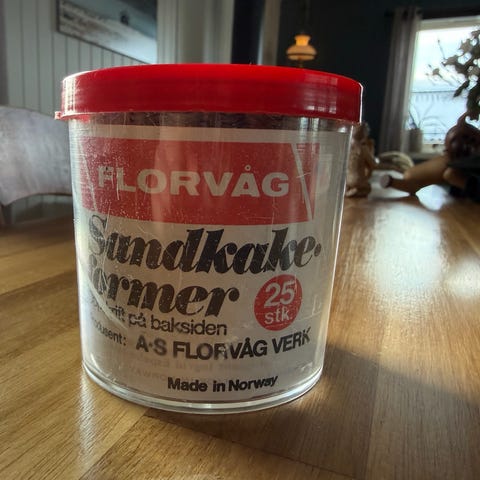 FLORVÅG
Sandkake-
former
25
stk.
på baksiden
A·S FLORVÅG VERK
Made in Norway